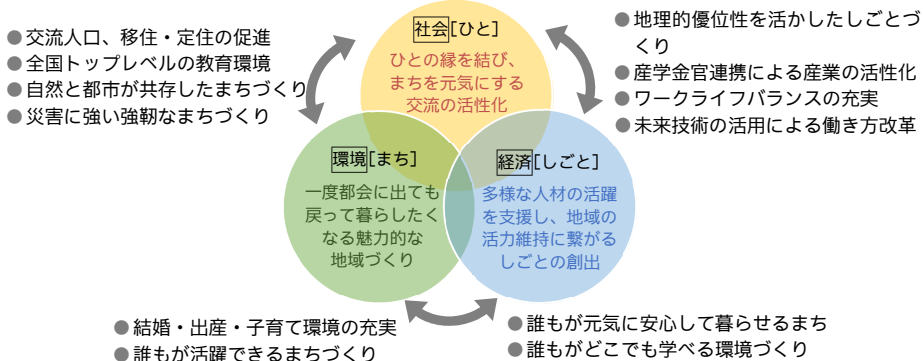 社会[ひと]
ひとの縁を結び、
まちを元気にする
交流の活性化
●交流人口、移住・定住の促進
●全国トップレベルの教育環境
●自然と都市が共存したまちづくり
●災害に強い強靭なまちづくり
●地理的優位性を活かしたしごとづ
くり
●産学金官連携による産業の活性化
●ワークライフバランスの充実
●未来技術の活用による働き方改革
環境[まち]
一度都会に出ても
戻って暮らしたく
なる魅力的な
地域づくり
経済[しごと]
多様な人材の活躍
を支援し、地域の
活力維持に繋がる
しごとの創出
●結婚・出産・子育て環境の充実
●誰もが活躍できるまちづくり
●誰もが元気に安心して暮らせるまち
●誰もがどこでも学べる環境づくり